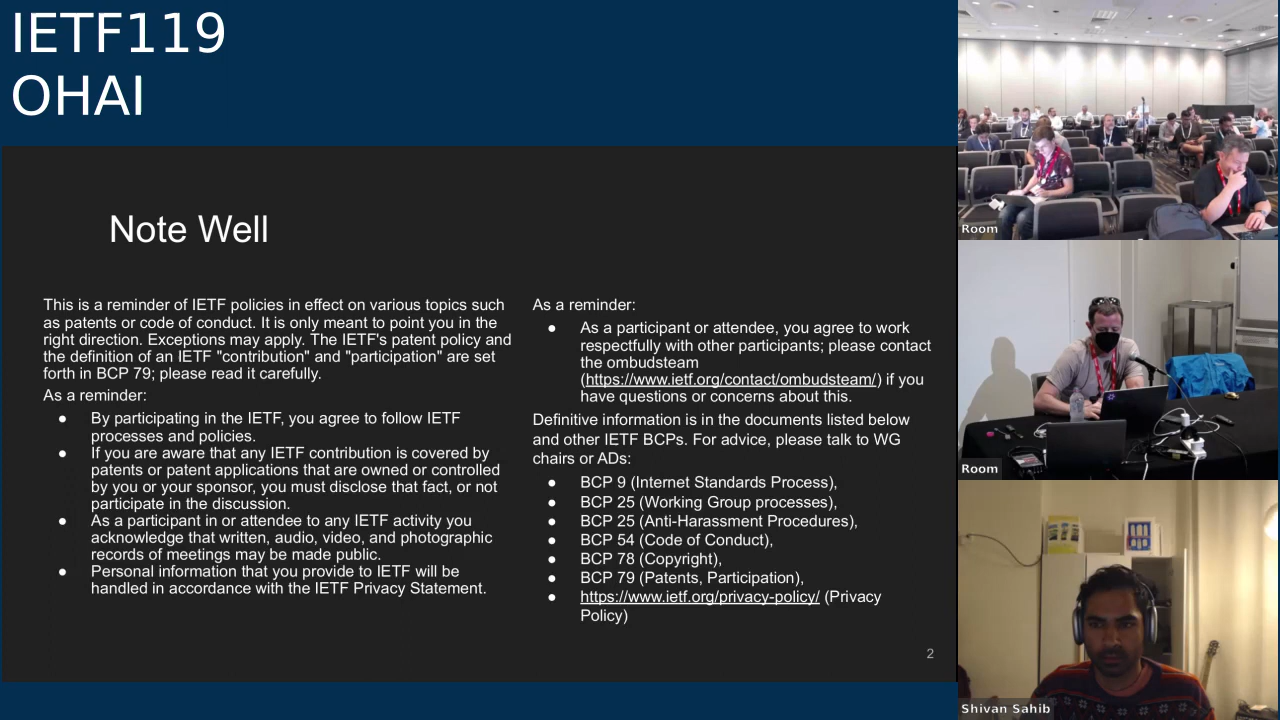 IETF119
OHAI
Note Well
This is a reminder of IETF policies in effect on various topics such
as patents or code of conduct. It is only meant to point you in the
right direction. Exceptions may apply. The IETF's patent policy and
the definition of an IETF "contribution" and "participation" are set
forth in BCP 79; please read it carefully.
As a reminder:
● By participating in the IETF, you agree to follow IETF
processes and policies.
● If you are aware that any IETF contribution is covered by
patents or patent applications that are owned or controlled
by you or your sponsor, you must disclose that fact, or not
participate in the discussion.
● As a participant in or attendee to any IETF activity you
acknowledge that written, audio, video, and photographic
records of meetings may be made public.
● Personal information that you provide to IETF will be
handled in accordance with the IETF Privacy Statement.
As a reminder:
● As a participant or attendee, you agree to work
respectfully with other participants; please contact
the ombudsteam
(https://www.ietf.org/contact/ombudsteam/) if you
have questions or concerns about this.
Definitive information is in the documents listed below
and other IETF BCPs. For advice, please talk to WG
chairs or ADs:
● BCP 9 (Internet Standards Process),
● BCP 25 (Working Group processes),
● BCP 25 (Anti-Harassment Procedures),
● BCP 54 (Code of Conduct),
● BCP 78 (Copyright),
● BCP 79 (Patents, Participation),
● https://www.ietf.org/privacy-policy/ (Privacy
Policy)
2
Room
Room
Shivan Sahib